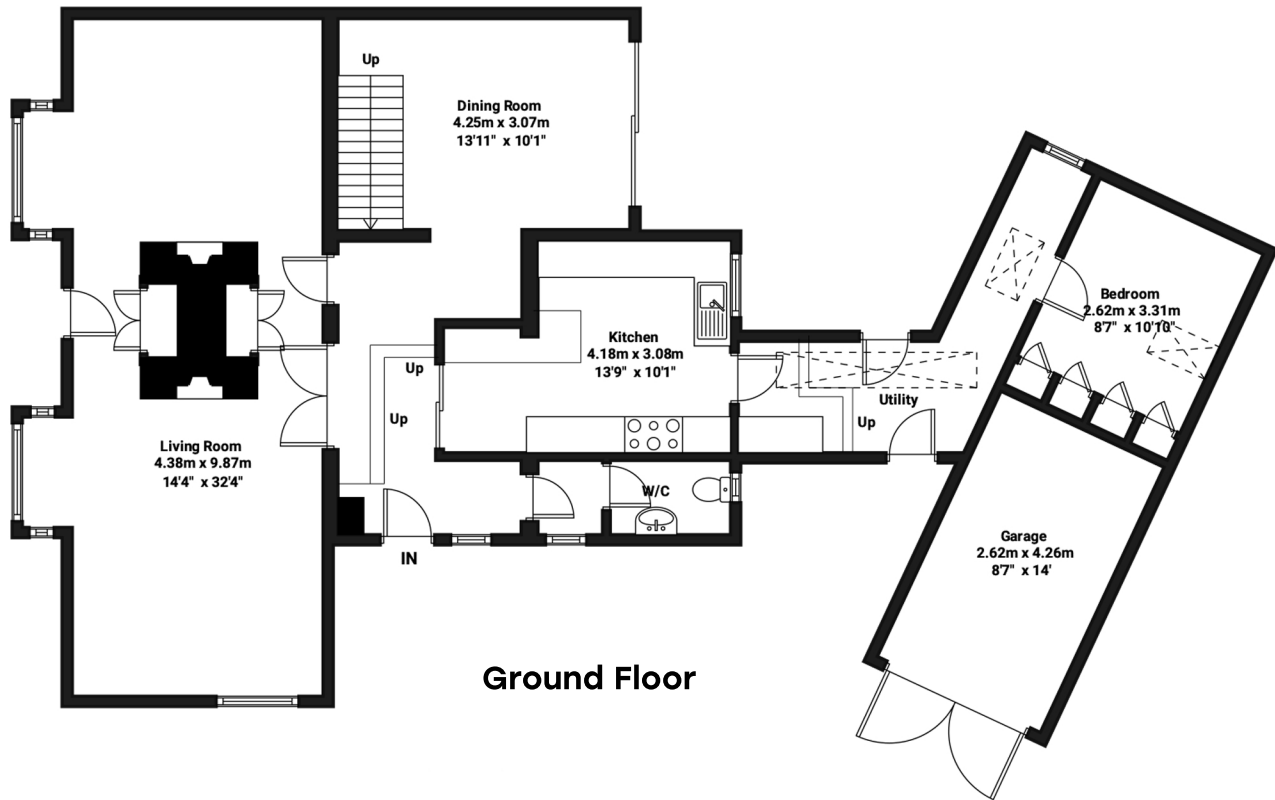 Up
Dining Room
4.25m x 3.07m
13'11" x 10'1"
Bedroom
2.62m x 3.31m
8'7" x 10'10"
Kitchen
4.18m x 3.08m
13'9" x 10'1"
Up
Up
Utility
Up
Living Room
4.38m x 9.87m
14'4" x 32'4"
W/C
IN
Garage
2.62m x 4.26m
8'7" x 14'
Ground Floor